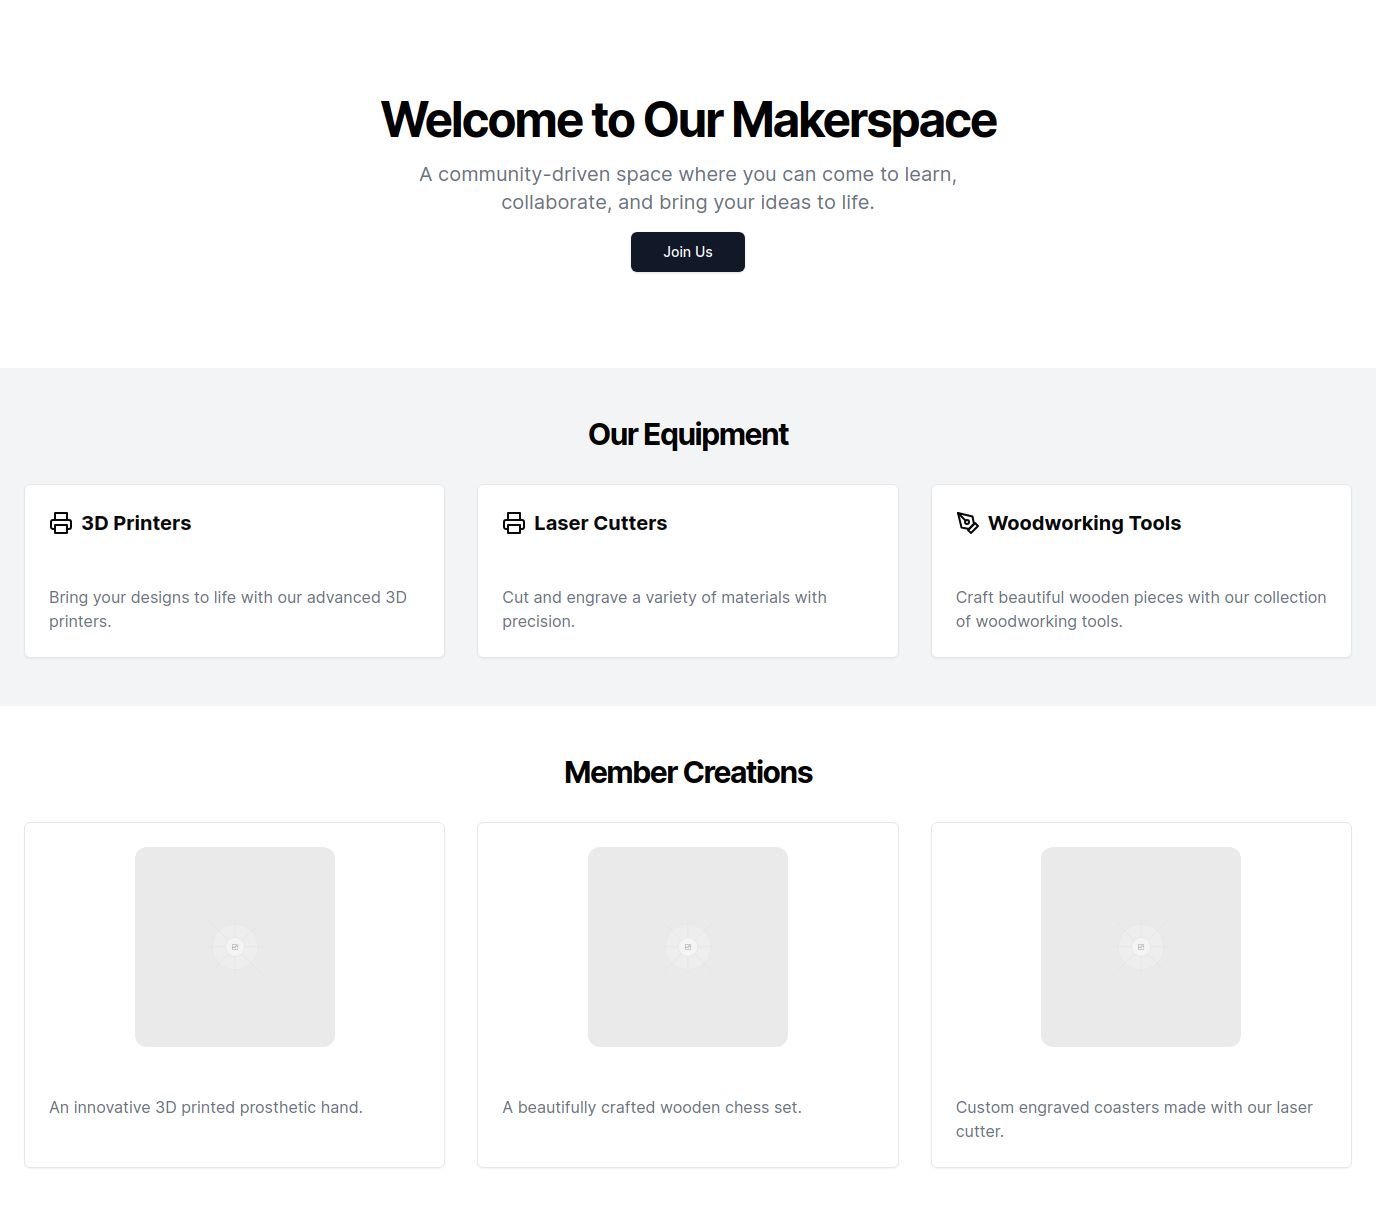 Welcome to Our Makerspace
A community-driven space where you can come to learn,
collaborate, and bring your ideas to life.
Join Us
Our Equipment
3D Printers
Bring your designs to life with our advanced 3D
printers.
Laser Cutters
Cut and engrave a variety of materials with
precision.
Woodworking Tools
Craft beautiful wooden pieces with our collection
of woodworking tools.
Member Creations
An innovative 3D printed prosthetic hand.
A beautifully crafted wooden chess set.
Custom engraved coasters made with our laser
cutter.